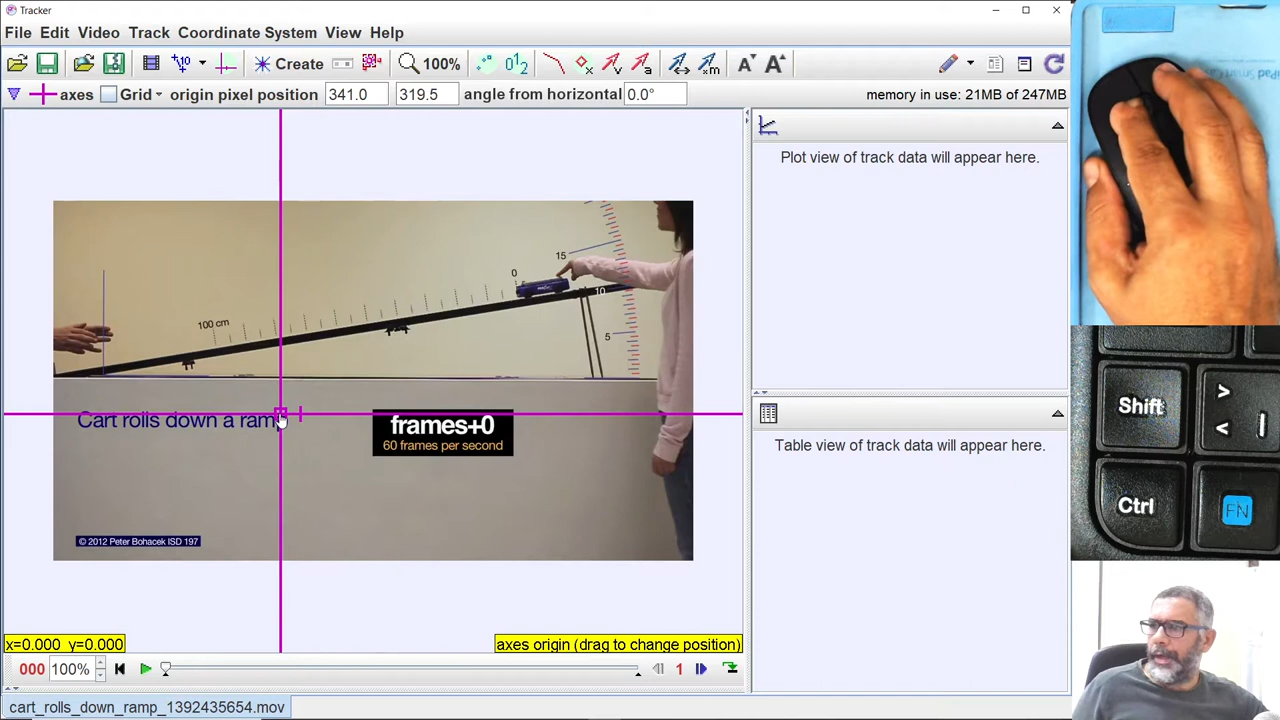 Tracker
File Edit Video Track Coordinate System View Help
Create 100%
axes Grid origin pixel position 341.0 319.5 angle from horizontal 0.0° memory in use: 21MB of 247MB
Plot view of track data will appear here.
15
0
10
100 cm
5
Cart rolls down a ramp
frames+0
60 frames per second
Table view of track data will appear here.
© 2012 Peter Bohacek ISD 197
x=0.000 y=0.000 axes origin (drag to change position)
000 100% 1
cart_rolls_down_ramp_1392435654.mov
Shift
>
<
|
Ctrl
FN